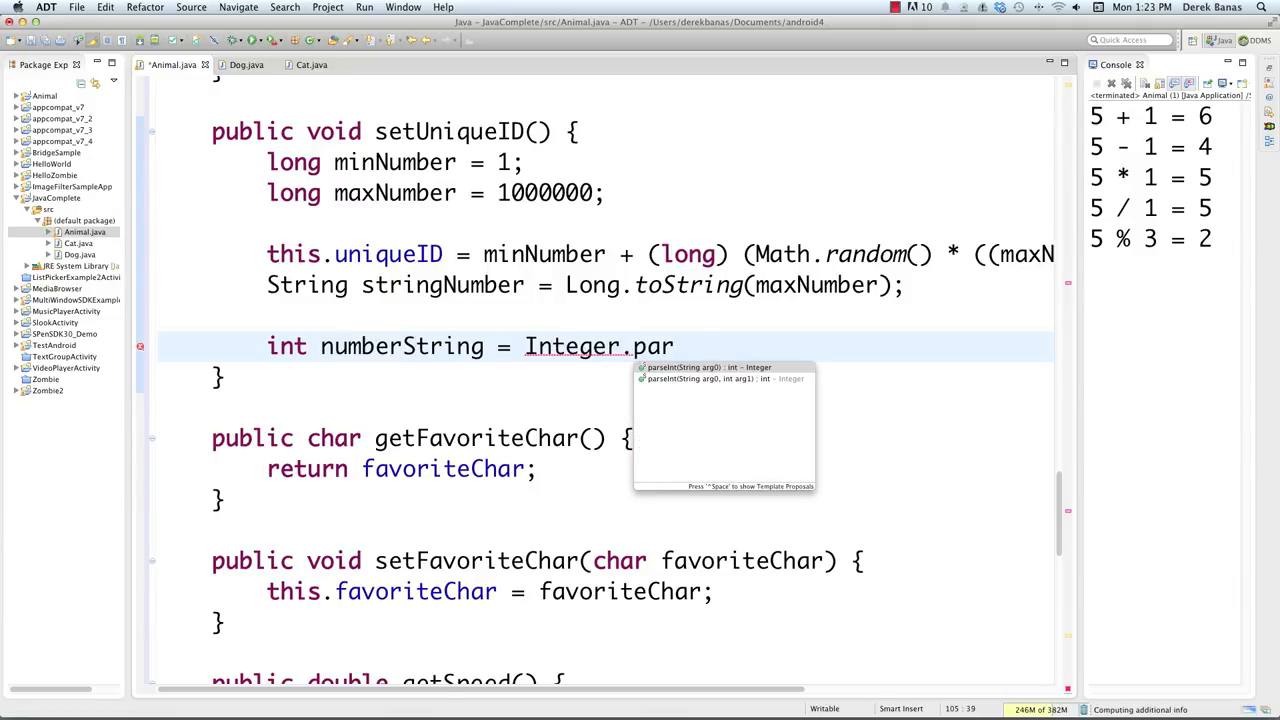 ADT File Edit Refactor Source Navigate Search Project Run Window Help
10 Mon 1:23 PM Derek Banas
Java - JavaComplete/src/Animal.java - ADT - /Users/derekbanas/Documents/android4
Quick Access Java DDMS
Package Exp
*Animal.java Dog.java Cat.java
Console
<terminated> Animal (1) [Java Application] /S
Animal
appcompat_v7
appcompat_v7_2
appcompat_v7_3
appcompat_v7_4
BridgeSample
HelloWorld
HelloZombie
ImageFilterSampleApp
JavaComplete
src
(default package)
Animal.java
Cat.java
Dog.java
JRE System Library [Ja
ListPickerExample2Activi
MediaBrowser
MultiWindowSDKExample
MusicPlayerActivity
SlookActivity
SPenSDK30_Demo
TestAndroid
TextGroupActivity
VideoPlayerActivity
Zombie
Zombie2
}
public void setUniqueID() {
long minNumber = 1;
long maxNumber = 1000000;
this.uniqueID = minNumber + (long) (Math.random() * ((maxN
String stringNumber = Long.toString(maxNumber);
int numberString = Integer.par
}
public char getFavoriteChar() {
return favoriteChar;
}
public void setFavoriteChar(char favoriteChar) {
this.favoriteChar = favoriteChar;
}
public double getSpeed() {
parseInt(String arg0) : int - Integer
parseInt(String arg0, int arg1) : int - Integer
Press '^Space' to show Template Proposals
5 + 1 = 6
5 - 1 = 4
5 * 1 = 5
5 / 1 = 5
5 % 3 = 2
Writable Smart Insert 105 : 39 246M of 382M Computing additional info